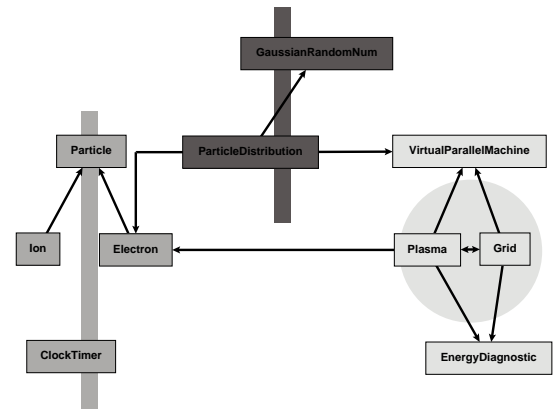 GaussianRandomNum
Particle
ParticleDistribution
VirtualParallelMachine
Ion
Electron
Plasma
Grid
ClockTimer
EnergyDiagnostic